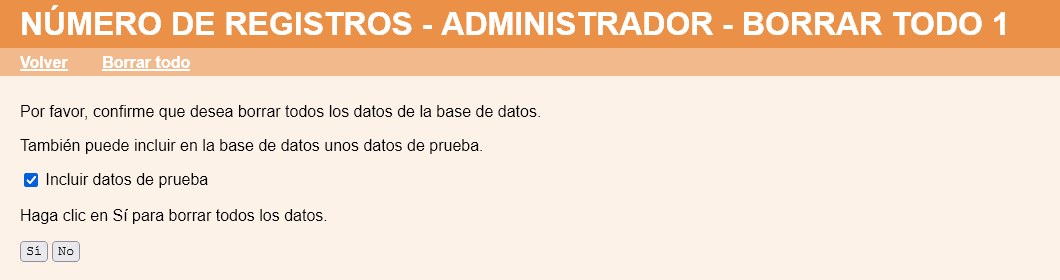 NÚMERO DE REGISTROS - ADMINISTRADOR - BORRAR TODO 1
Volver Borrar todo
Por favor, confirme que desea borrar todos los datos de la base de datos.
También puede incluir en la base de datos unos datos de prueba.
Incluir datos de prueba
Haga clic en Sí para borrar todos los datos.
Sí No